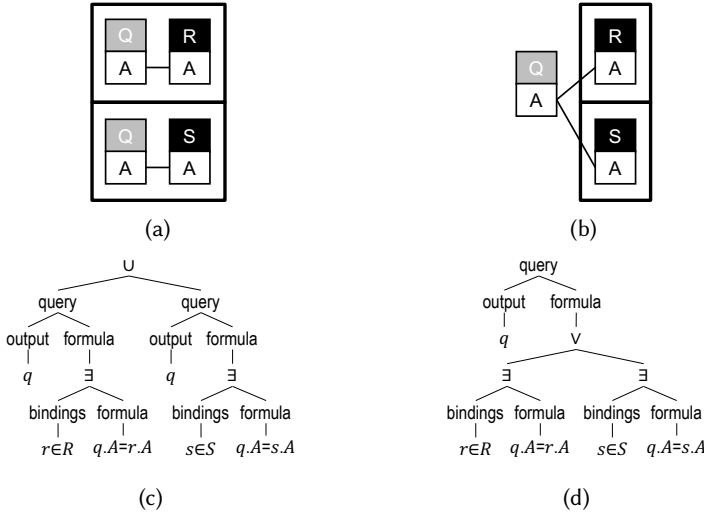 Q R
A A
Q S
A A
(a)
R
Q A
A
S
A
(b)
∪
query query
output formula output formula
q ∃ q ∃
bindings formula bindings formula
r∈R q.A=r.A s∈S q.A=s.A
(c)
query
output formula
q ∨
∃ ∃
bindings formula bindings formula
r∈R q.A=r.A s∈S q.A=s.A
(d)